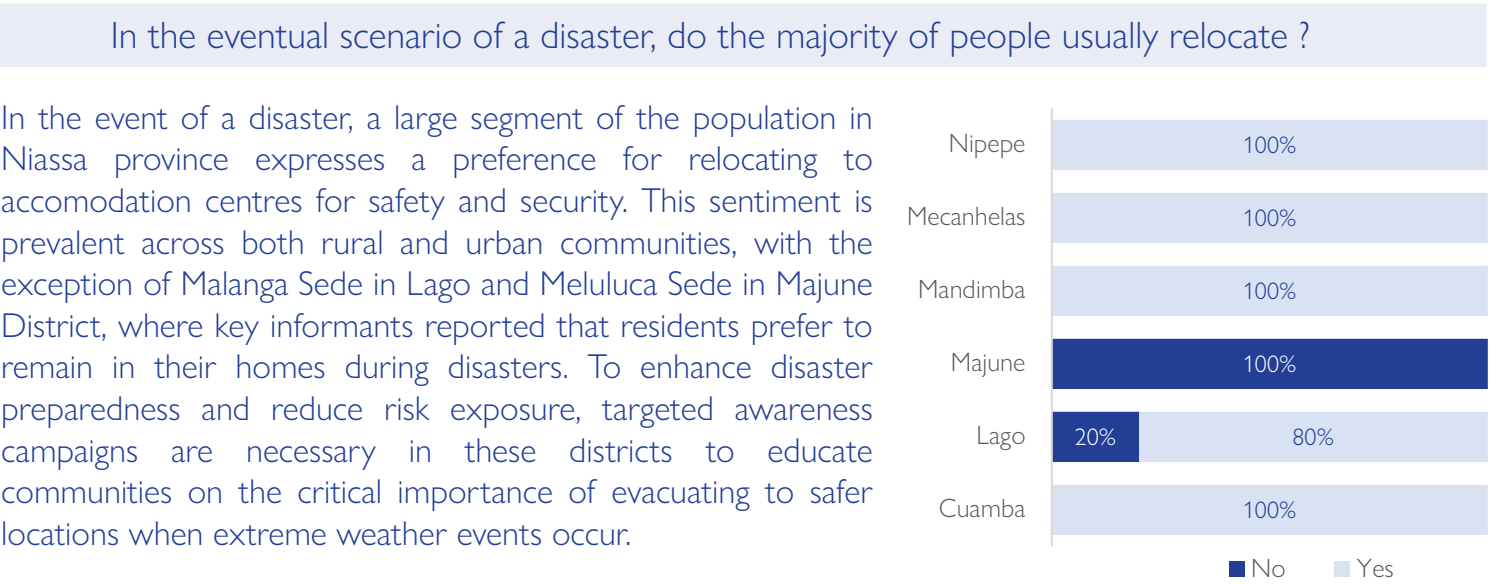 In the eventual scenario of a disaster, do the majority of people usually relocate ?
In the event of a disaster, a large segment of the population in
Niassa province expresses a preference for relocating to
accomodation centres for safety and security. This sentiment is
prevalent across both rural and urban communities, with the
exception of Malanga Sede in Lago and Meluluca Sede in Majune
District, where key informants reported that residents prefer to
remain in their homes during disasters. To enhance disaster
preparedness and reduce risk exposure, targeted awareness
campaigns are necessary in these districts to educate
communities on the critical importance of evacuating to safer
locations when extreme weather events occur.
Nipepe 100%
Mecanhelas 100%
Mandimba 100%
Majune 100%
Lago 20% 80%
Cuamba 100%
No Yes